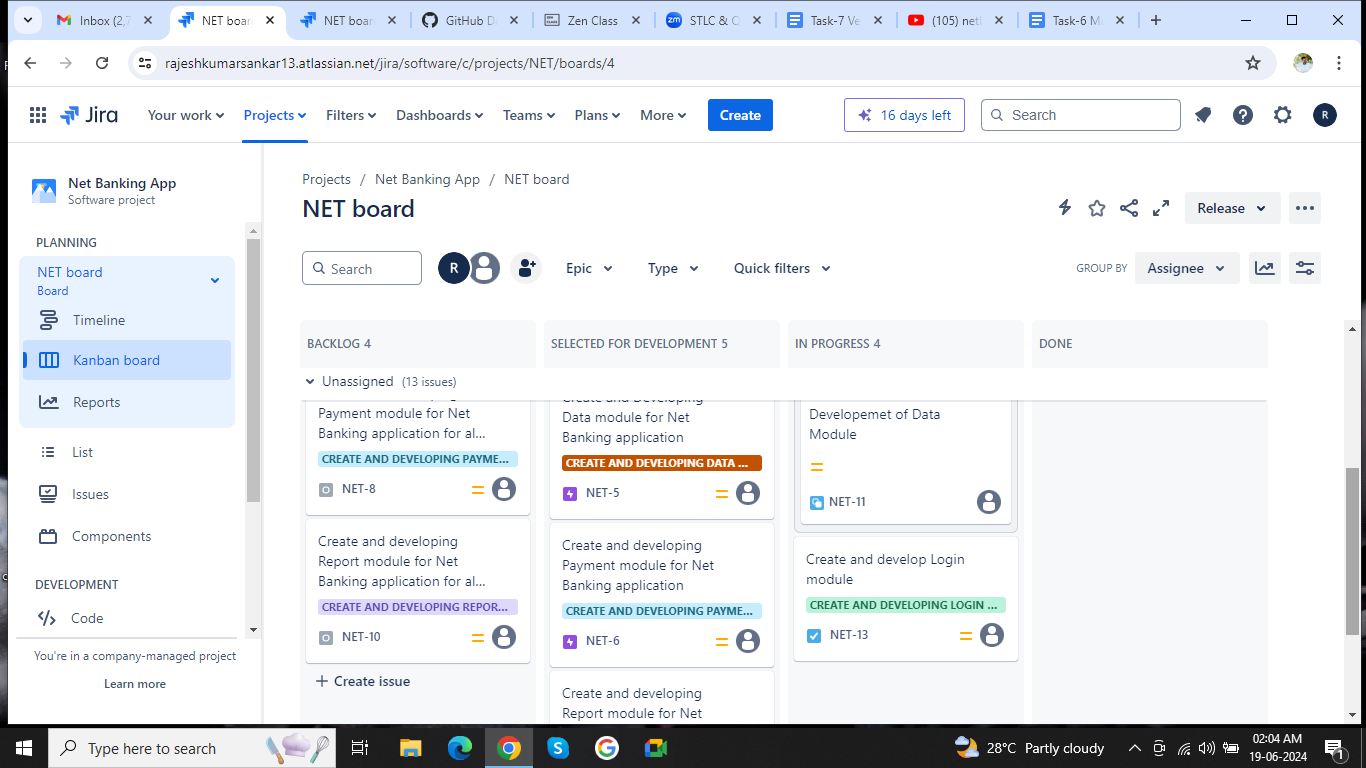 Inbox (2,7
NET boar
NET boar
GitHub D
Zen Class
STLC & C
Task-7 Ve
(105) net
Task-6 M
rajeshkumarsankar13.atlassian.net/jira/software/c/projects/NET/boards/4
Jira
Your work
Projects
Filters
Dashboards
Teams
Plans
More
Create
16 days left
Search
R
Net Banking App
Software project
PLANNING
NET board
Board
Timeline
Kanban board
Reports
List
Issues
Components
DEVELOPMENT
Code
You're in a company-managed project
Learn more
Projects / Net Banking App / NET board
NET board
Release
Search
R
Epic
Type
Quick filters
GROUP BY
Assignee
BACKLOG 4
SELECTED FOR DEVELOPMENT 5
IN PROGRESS 4
DONE
Unassigned (13 issues)
Payment module for Net
Banking application for al...
CREATE AND DEVELOPING PAYME...
NET-8
Create and developing
Report module for Net
Banking application for al...
CREATE AND DEVELOPING REPOR...
NET-10
Create issue
Create and Developing
Data module for Net
Banking application
CREATE AND DEVELOPING DATA ...
NET-5
Create and developing
Payment module for Net
Banking application
CREATE AND DEVELOPING PAYME...
NET-6
Create and developing
Report module for Net
Developemet of Data
Module
NET-11
Create and develop Login
module
CREATE AND DEVELOPING LOGIN ...
NET-13
Type here to search
28°C Partly cloudy
02:04 AM
19-06-2024
1